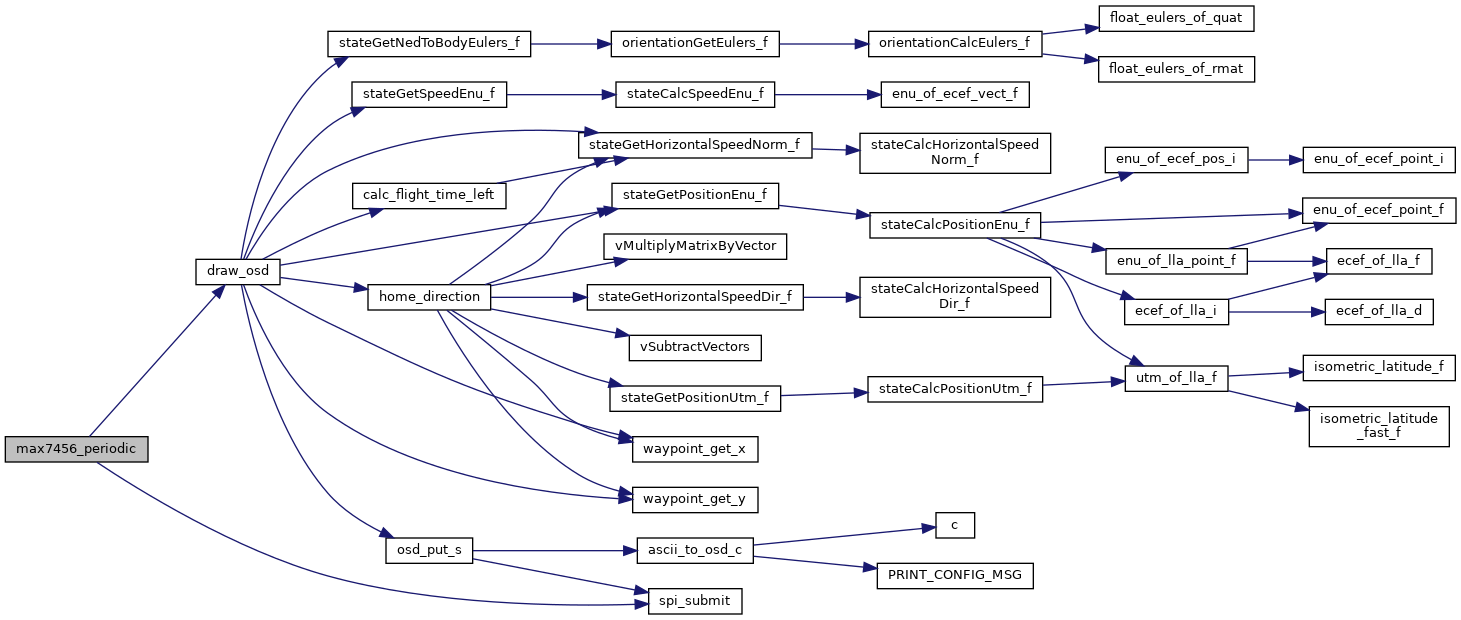 float_eulers_of_quat
stateGetNedToBodyEulers_f
orientationGetEulers_f
orientationCalcEulers_f
float_eulers_of_rmat
stateGetSpeedEnu_f
stateCalcSpeedEnu_f
enu_of_ecef_vect_f
stateGetHorizontalSpeedNorm_f
stateCalcHorizontalSpeed
Norm_f
enu_of_ecef_pos_i
enu_of_ecef_point_i
calc_flight_time_left
stateGetPositionEnu_f
stateCalcPositionEnu_f
enu_of_ecef_point_f
vMultiplyMatrixByVector
enu_of_lla_point_f
ecef_of_lla_f
draw_osd
home_direction
stateGetHorizontalSpeedDir_f
stateCalcHorizontalSpeed
Dir_f
ecef_of_lla_i
ecef_of_lla_d
vSubtractVectors
isometric_latitude_f
utm_of_lla_f
stateGetPositionUtm_f
stateCalcPositionUtm_f
isometric_latitude
_fast_f
max7456_periodic
waypoint_get_x
waypoint_get_y
c
osd_put_s
ascii_to_osd_c
PRINT_CONFIG_MSG
spi_submit